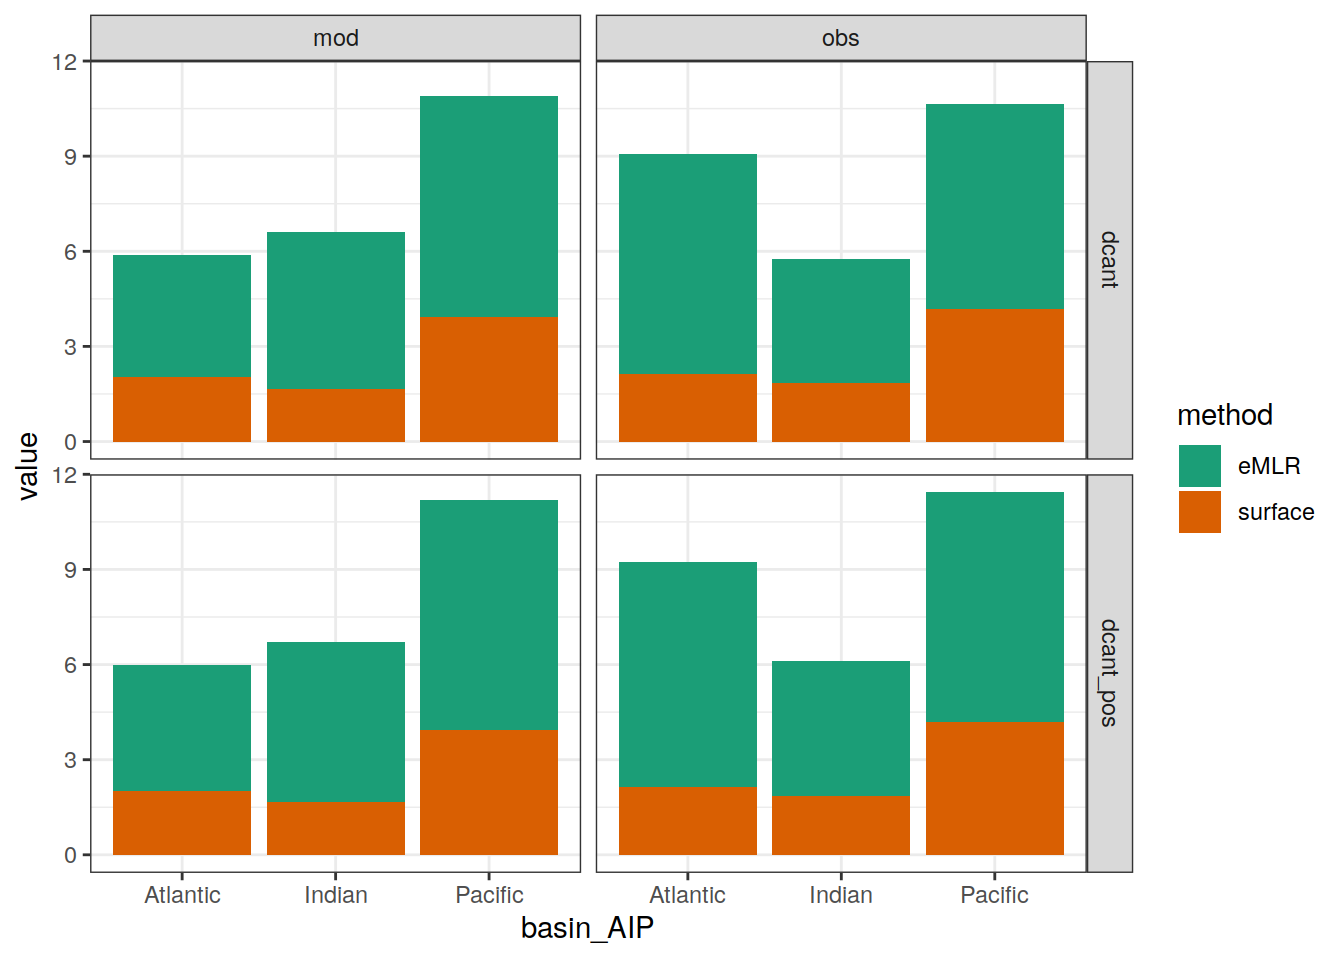 mod
obs
12
9
6
3
0
dcant
12
9
6
3
0
dcant_pos
value
Atlantic
Indian
Pacific
Atlantic
Indian
Pacific
basin_AIP
method
eMLR
surface